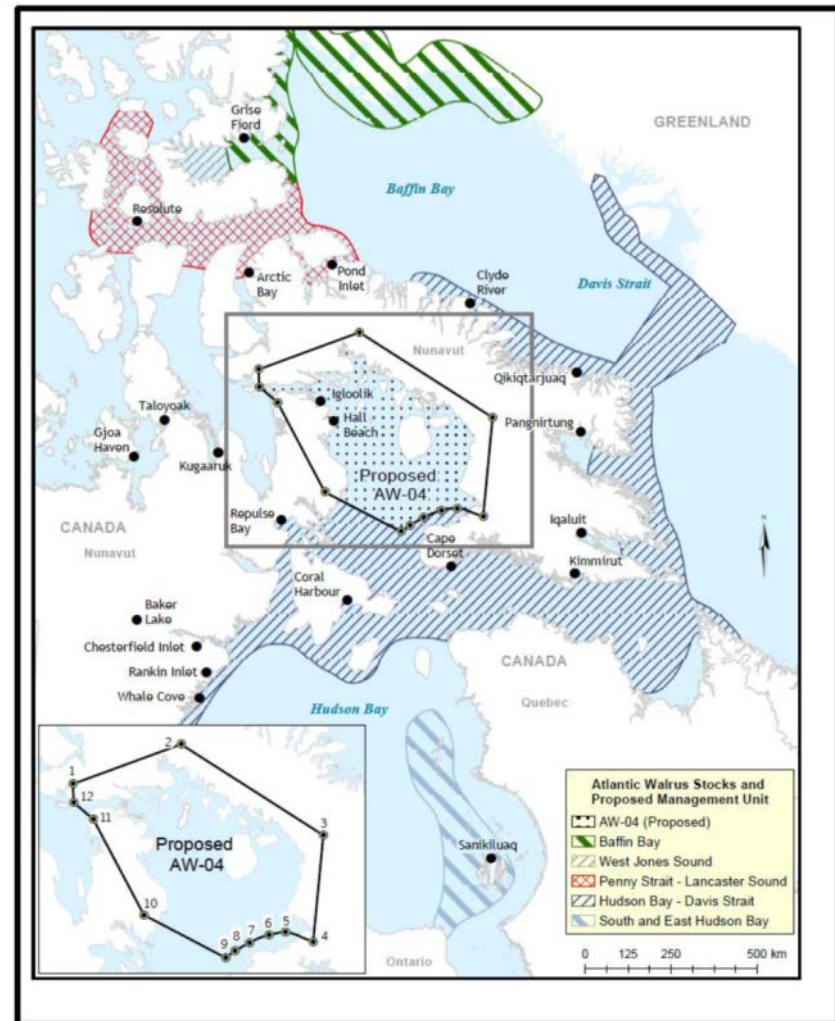 GREENLAND
Grise
Fiord
Baffin Bay
Resolute
Arctic
Bay
Pond
Inlet
Clyde
River
Davis Strait
Nunavut
Qikiqtarjuaq
Igloolik
Hall
Beach
Taloyoak
Gjoa
Haven
Kugaaruk
Pangnirtung
Proposed
AW-04
CANADA
Nunavut
Repulse
Bay
Cape
Dorset
Iqaluit
Kimmirut
Coral
Harbour
N
Baker
Lake
Chesterfield Inlet
Rankin Inlet
Whale Cove
CANADA
Quebec
Hudson Bay
Sanikiluaq
Ontario
1
2
3
4
5
6
7
8
9
10
11
12
Proposed
AW-04
Atlantic Walrus Stocks and
Proposed Management Unit
AW-04 (Proposed)
Baffin Bay
West Jones Sound
Penny Strait - Lancaster Sound
Hudson Bay - Davis Strait
South and East Hudson Bay
0 125 250 500 km